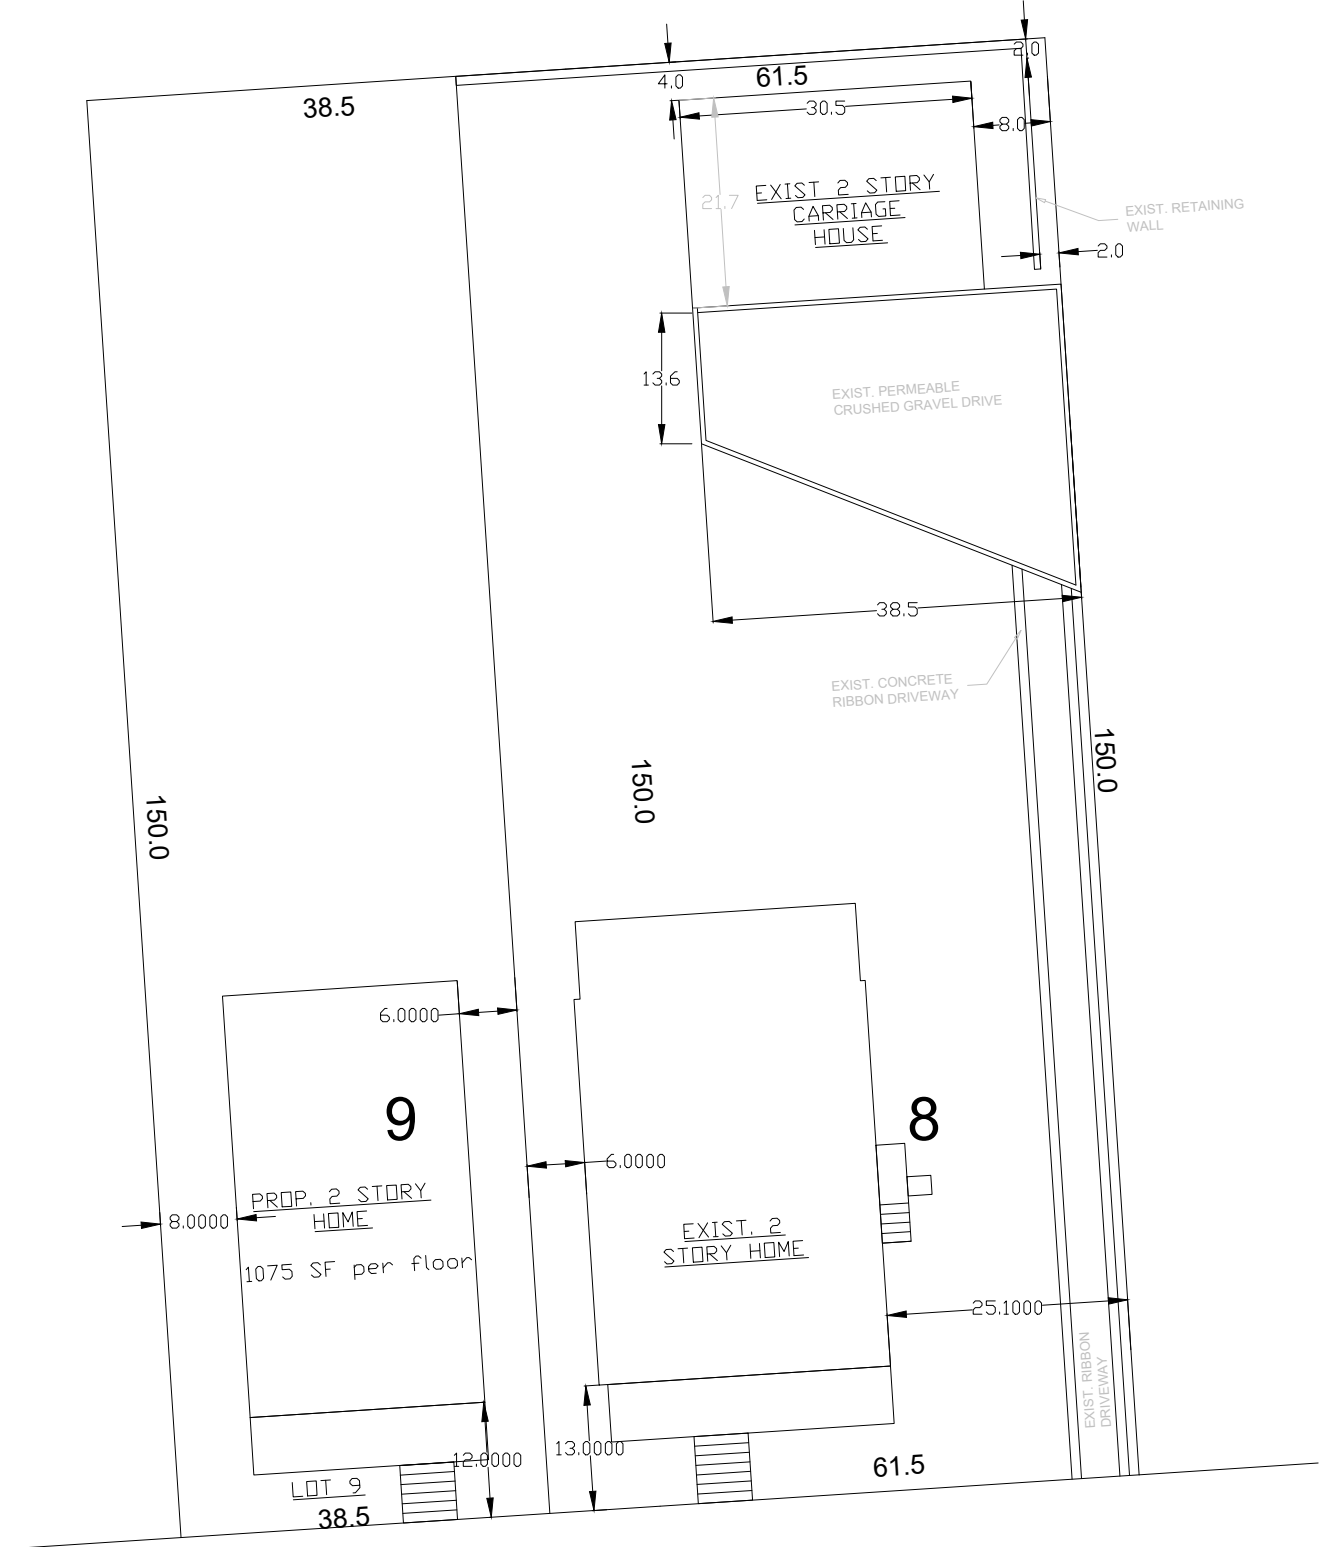 2.0
4.0
61.5
38.5
30.5
8.0
EXIST 2 STORY
CARRIAGE
HOUSE
21.7
EXIST. RETAINING
WALL
2.0
13.6
EXIST. PERMEABLE
CRUSHED GRAVEL DRIVE
38.5
EXIST. CONCRETE
RIBBON DRIVEWAY
150.0
150.0
150.0
6.0000
9
8
6.0000
PROP. 2 STORY
HOME
8.0000
1075 SF per floor
EXIST. 2
STORY HOME
25.1000
EXIST. RIBBON
DRIVEWAY
12.0000
13.0000
61.5
LOT 9
38.5